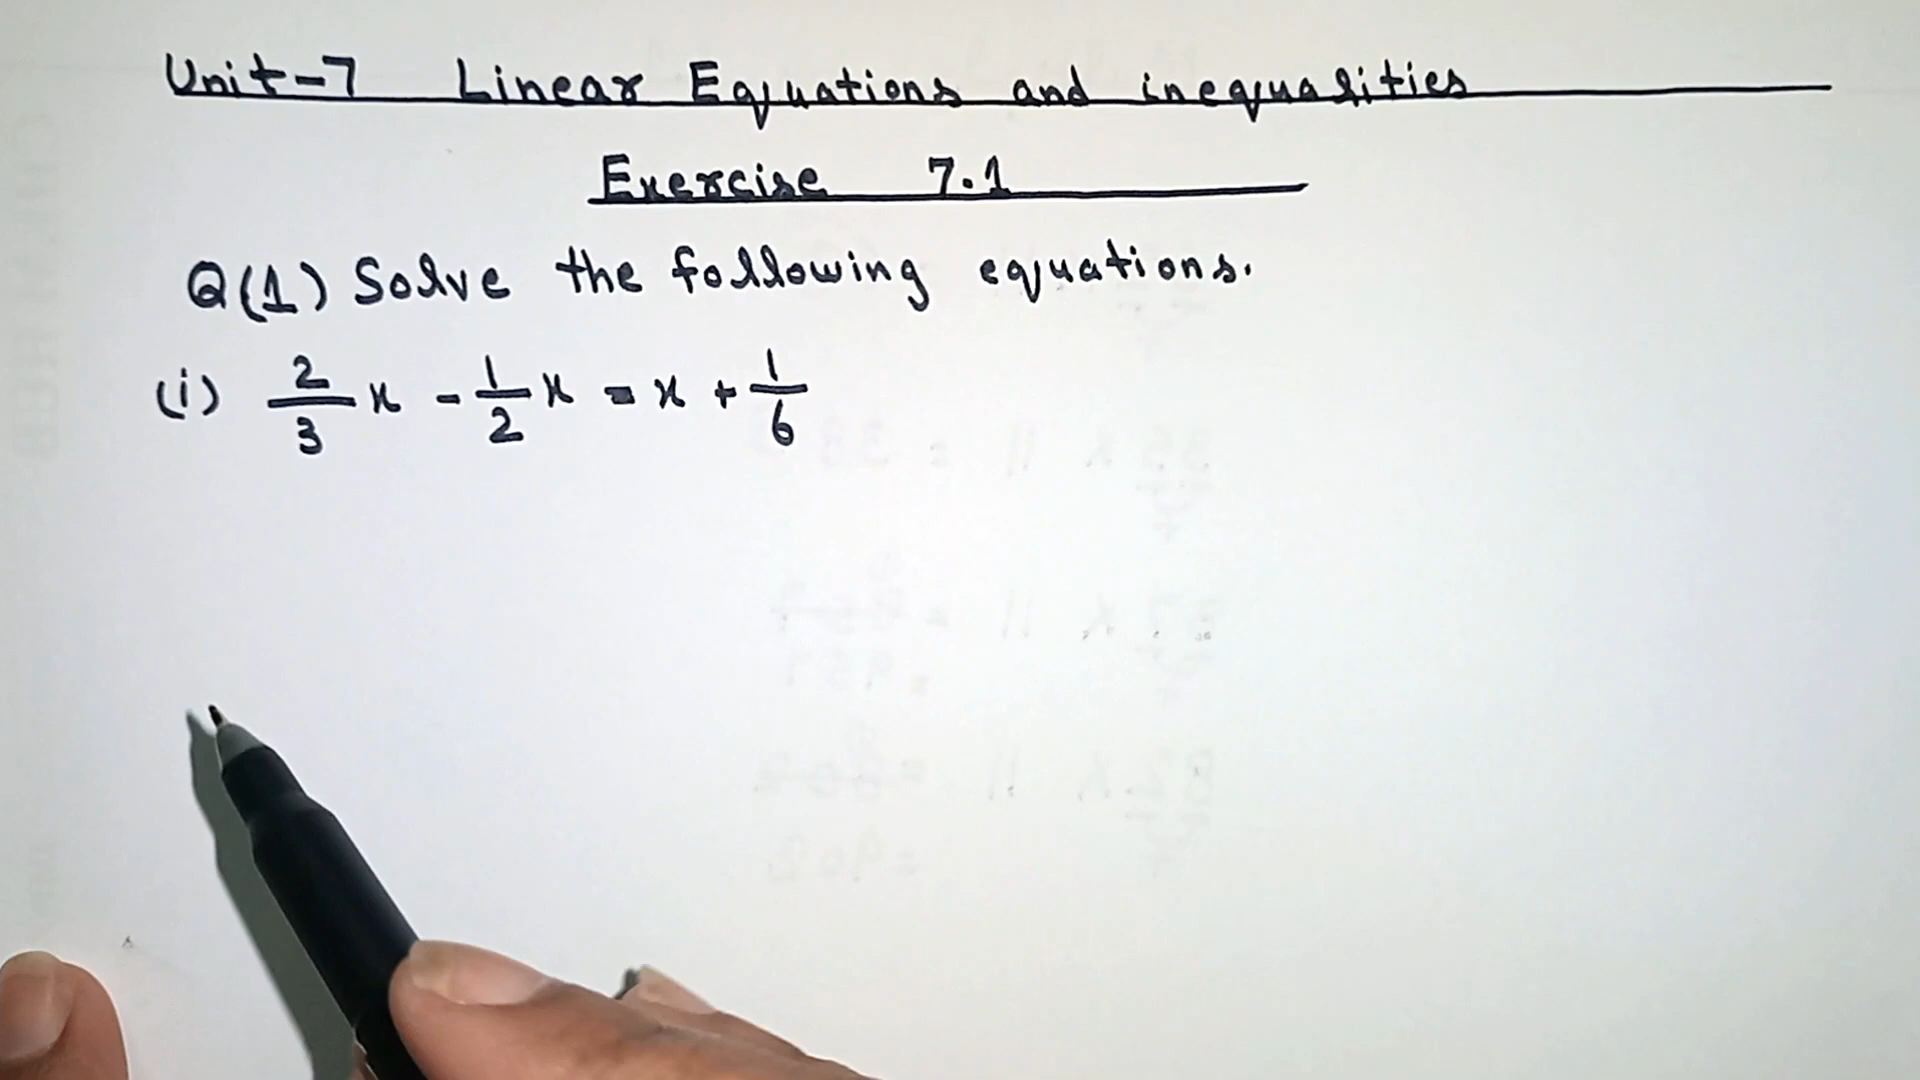 Unit-7 Linear Equations and inequalities
Exercise 7.1
Q(1) Solve the following equations.
(i) 2/3 x - 1/2 x = x + 1/6